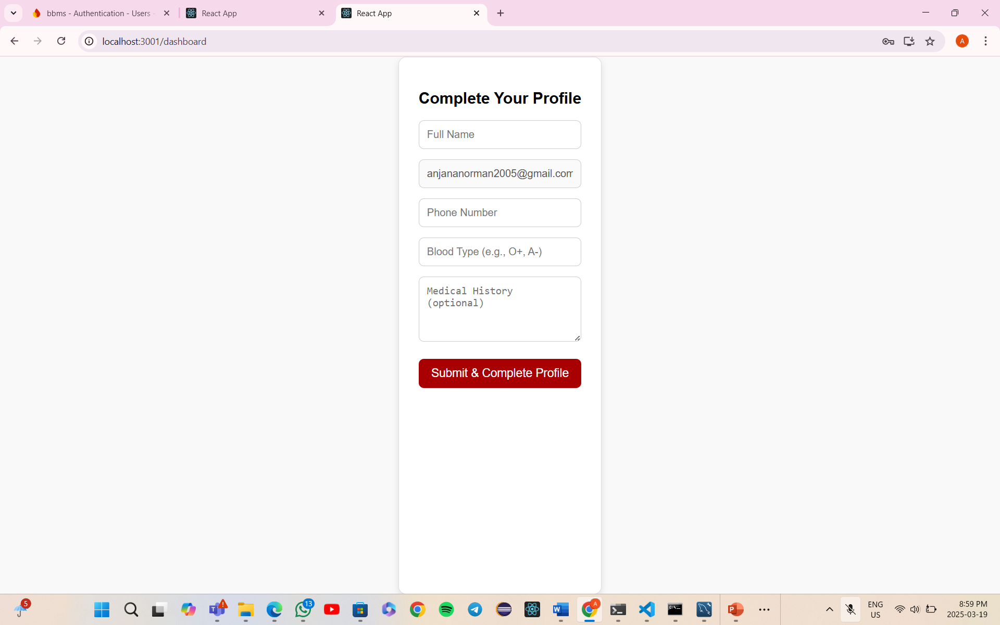 bbms - Authentication - Users -
React App
React App
localhost:3001/dashboard
A
Complete Your Profile
Full Name
anjananorman2005@gmail.com
Phone Number
Blood Type (e.g., O+, A-)
Medical History
(optional)
Submit & Complete Profile
5
13
A
ENG
US
8:59 PM
2025-03-19